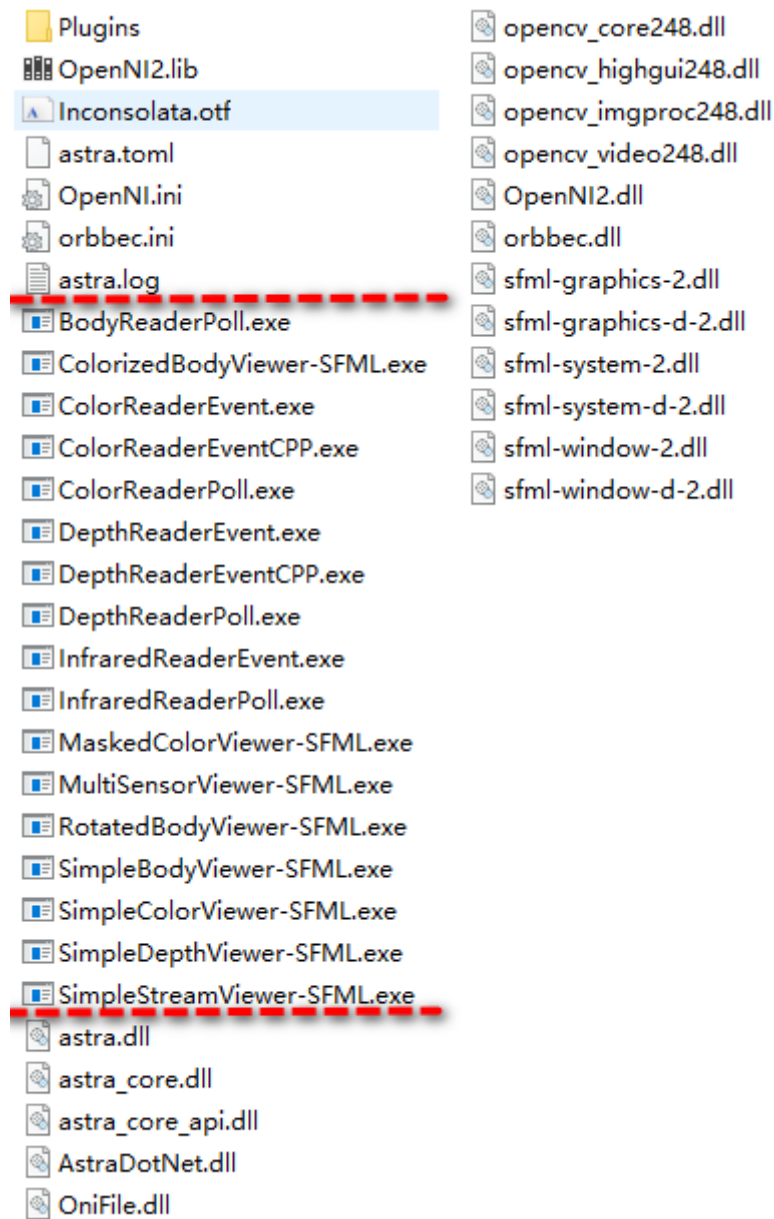 Plugins
OpenNI2.lib
Inconsolata.otf
astra.toml
OpenNI.ini
orbbec.ini
astra.log
BodyReaderPoll.exe
ColorizedBodyViewer-SFML.exe
ColorReaderEvent.exe
ColorReaderEventCPP.exe
ColorReaderPoll.exe
DepthReaderEvent.exe
DepthReaderEventCPP.exe
DepthReaderPoll.exe
InfraredReaderEvent.exe
InfraredReaderPoll.exe
MaskedColorViewer-SFML.exe
MultiSensorViewer-SFML.exe
RotatedBodyViewer-SFML.exe
SimpleBodyViewer-SFML.exe
SimpleColorViewer-SFML.exe
SimpleDepthViewer-SFML.exe
SimpleStreamViewer-SFML.exe
astra.dll
astra_core.dll
astra_core_api.dll
AstraDotNet.dll
OniFile.dll
opencv_core248.dll
opencv_highgui248.dll
opencv_imgproc248.dll
opencv_video248.dll
OpenNI2.dll
orbbec.dll
sfml-graphics-2.dll
sfml-graphics-d-2.dll
sfml-system-2.dll
sfml-system-d-2.dll
sfml-window-2.dll
sfml-window-d-2.dll